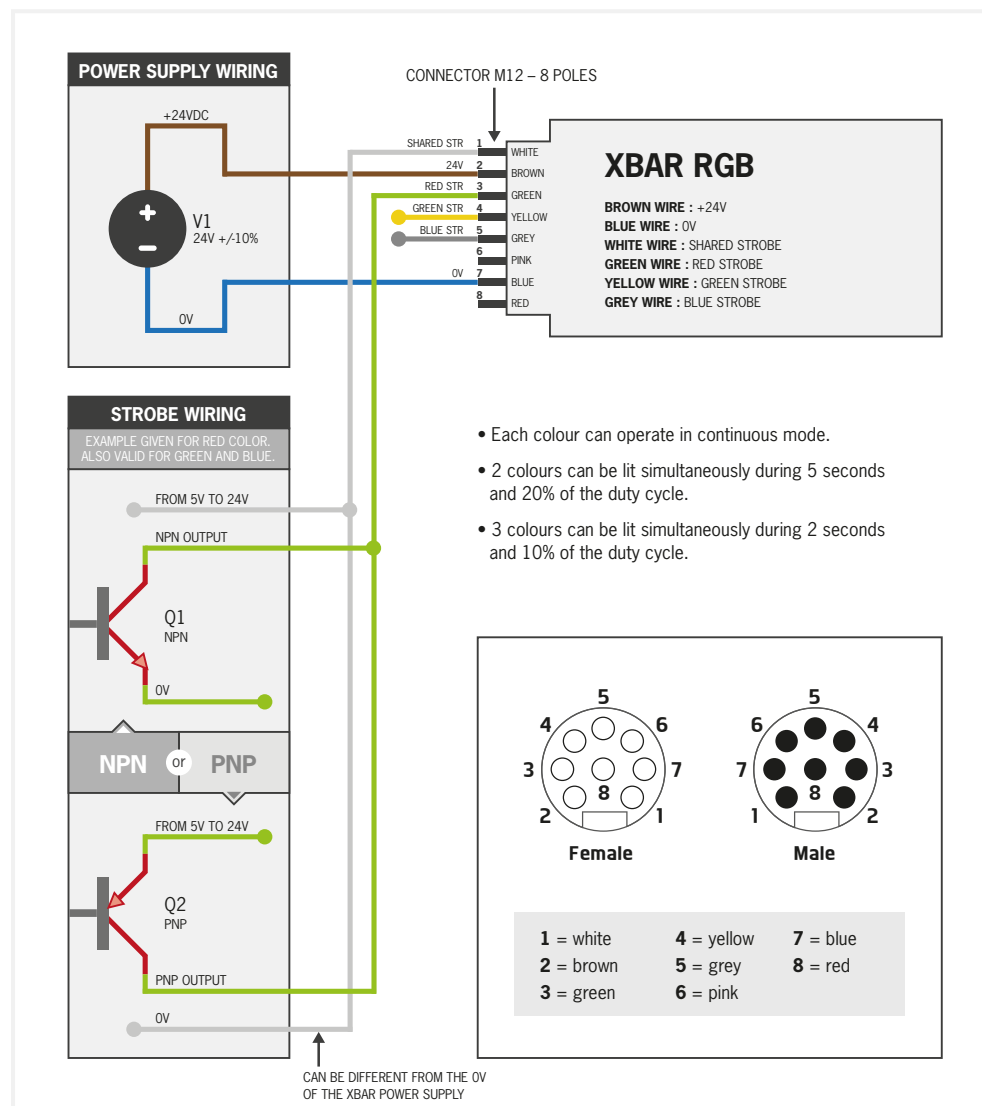 POWER SUPPLY WIRING
+24VDC
V1
24V +/-10%
0V
CONNECTOR M12 – 8 POLES
SHARED STR 1 WHITE
24V 2 BROWN
RED STR 3 GREEN
GREEN STR 4 YELLOW
BLUE STR 5 GREY
6 PINK
0V 7 BLUE
8 RED
XBAR RGB
BROWN WIRE : +24V
BLUE WIRE : 0V
WHITE WIRE : SHARED STROBE
GREEN WIRE : RED STROBE
YELLOW WIRE : GREEN STROBE
GREY WIRE : BLUE STROBE
STROBE WIRING
EXAMPLE GIVEN FOR RED COLOR.
ALSO VALID FOR GREEN AND BLUE.
FROM 5V TO 24V
NPN OUTPUT
Q1
NPN
0V
NPN or PNP
FROM 5V TO 24V
Q2
PNP
PNP OUTPUT
0V
CAN BE DIFFERENT FROM THE 0V
OF THE XBAR POWER SUPPLY
• Each colour can operate in continuous mode.
• 2 colours can be lit simultaneously during 5 seconds
and 20% of the duty cycle.
• 3 colours can be lit simultaneously during 2 seconds
and 10% of the duty cycle.
5
4 6
3 7
8
2 1
Female
5
6 4
7 3
8
1 2
Male
1 = white 4 = yellow 7 = blue
2 = brown 5 = grey 8 = red
3 = green 6 = pink